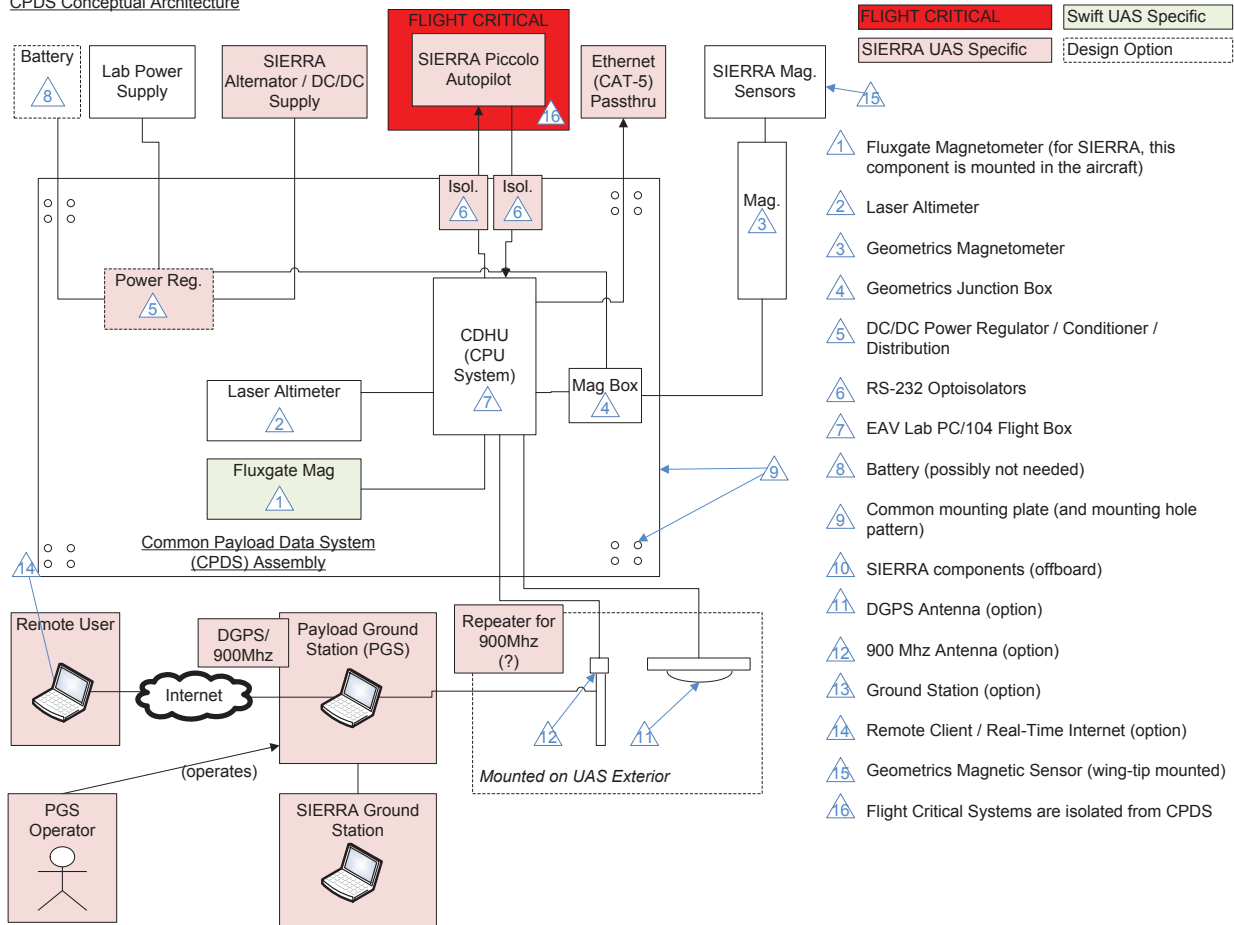 CPDS Conceptual Architecture
FLIGHT CRITICAL
Swift UAS Specific
SIERRA UAS Specific
Design Option
Battery
8
Lab Power
Supply
SIERRA
Alternator / DC/DC
Supply
FLIGHT CRITICAL
SIERRA Piccolo
Autopilot
16
Ethernet
(CAT-5)
Passthru
SIERRA Mag.
Sensors
15
Isol.
6
Isol.
6
Mag.
3
Power Reg.
5
CDHU
(CPU
System)
7
Mag Box
4
Laser Altimeter
2
Fluxgate Mag
1
9
Common Payload Data System
(CPDS) Assembly
14
Remote User
Internet
DGPS/
900Mhz
Payload Ground
Station (PGS)
Repeater for
900Mhz
(?)
12
11
Mounted on UAS Exterior
(operates)
PGS
Operator
SIERRA Ground
Station
1 Fluxgate Magnetometer (for SIERRA, this
component is mounted in the aircraft)
2 Laser Altimeter
3 Geometrics Magnetometer
4 Geometrics Junction Box
5 DC/DC Power Regulator / Conditioner /
Distribution
6 RS-232 Optoisolators
7 EAV Lab PC/104 Flight Box
8 Battery (possibly not needed)
9 Common mounting plate (and mounting hole
pattern)
10 SIERRA components (offboard)
11 DGPS Antenna (option)
12 900 Mhz Antenna (option)
13 Ground Station (option)
14 Remote Client / Real-Time Internet (option)
15 Geometrics Magnetic Sensor (wing-tip mounted)
16 Flight Critical Systems are isolated from CPDS